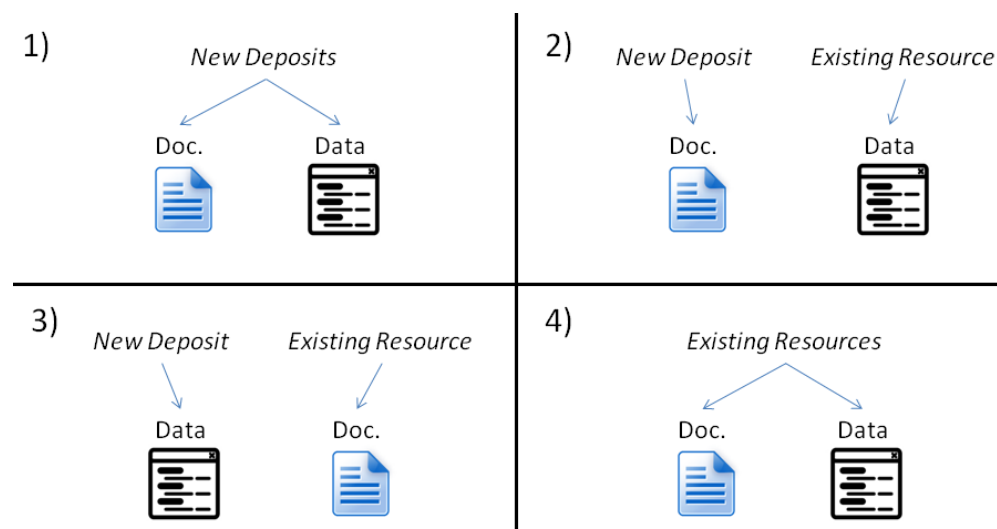 1)
New Deposits
Doc.
Data
2)
New Deposit
Existing Resource
Doc.
Data
3)
New Deposit
Existing Resource
Data
Doc.
4)
Existing Resources
Doc.
Data